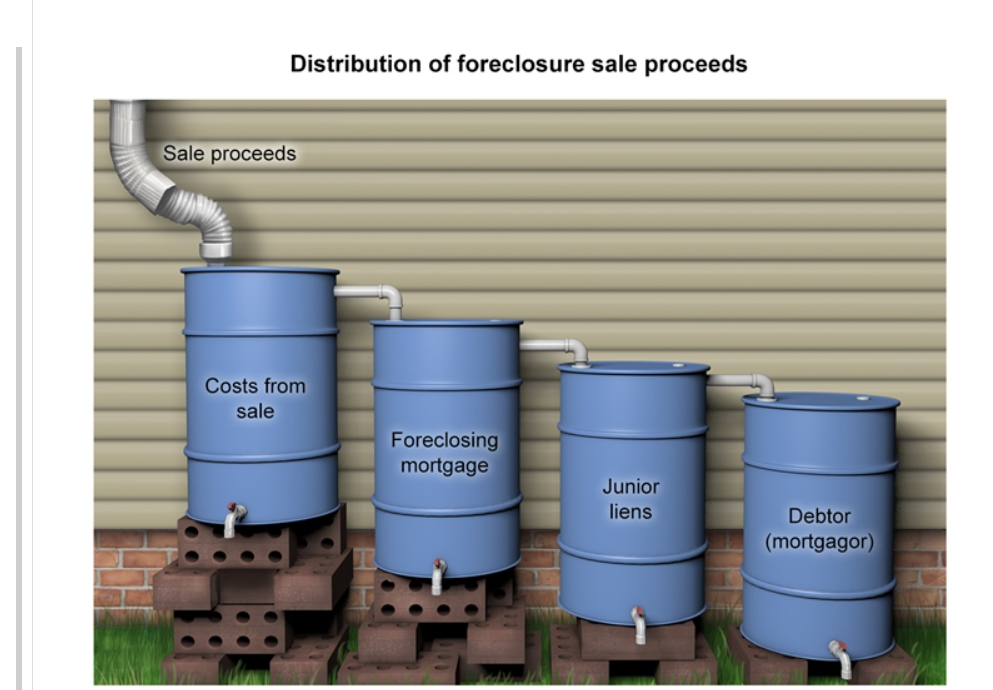 Distribution of foreclosure sale proceeds
Sale proceeds
Costs from
sale
Foreclosing
mortgage
Junior
liens
Debtor
(mortgagor)